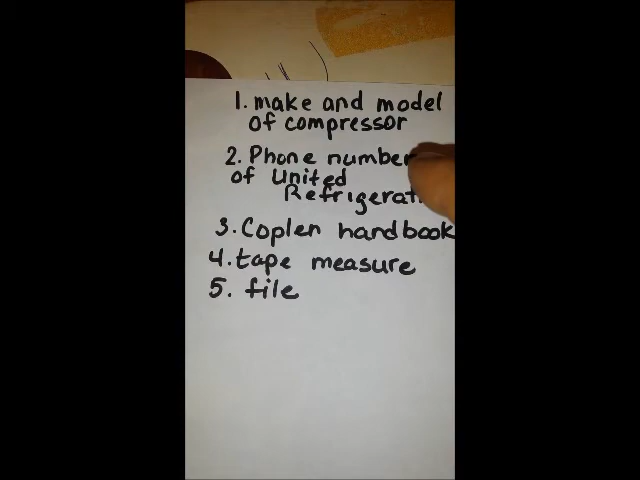 1. make and model
of compressor
2. Phone number
of United
Refrigerat
3. Coplen handbook
4. tape measure
5. file